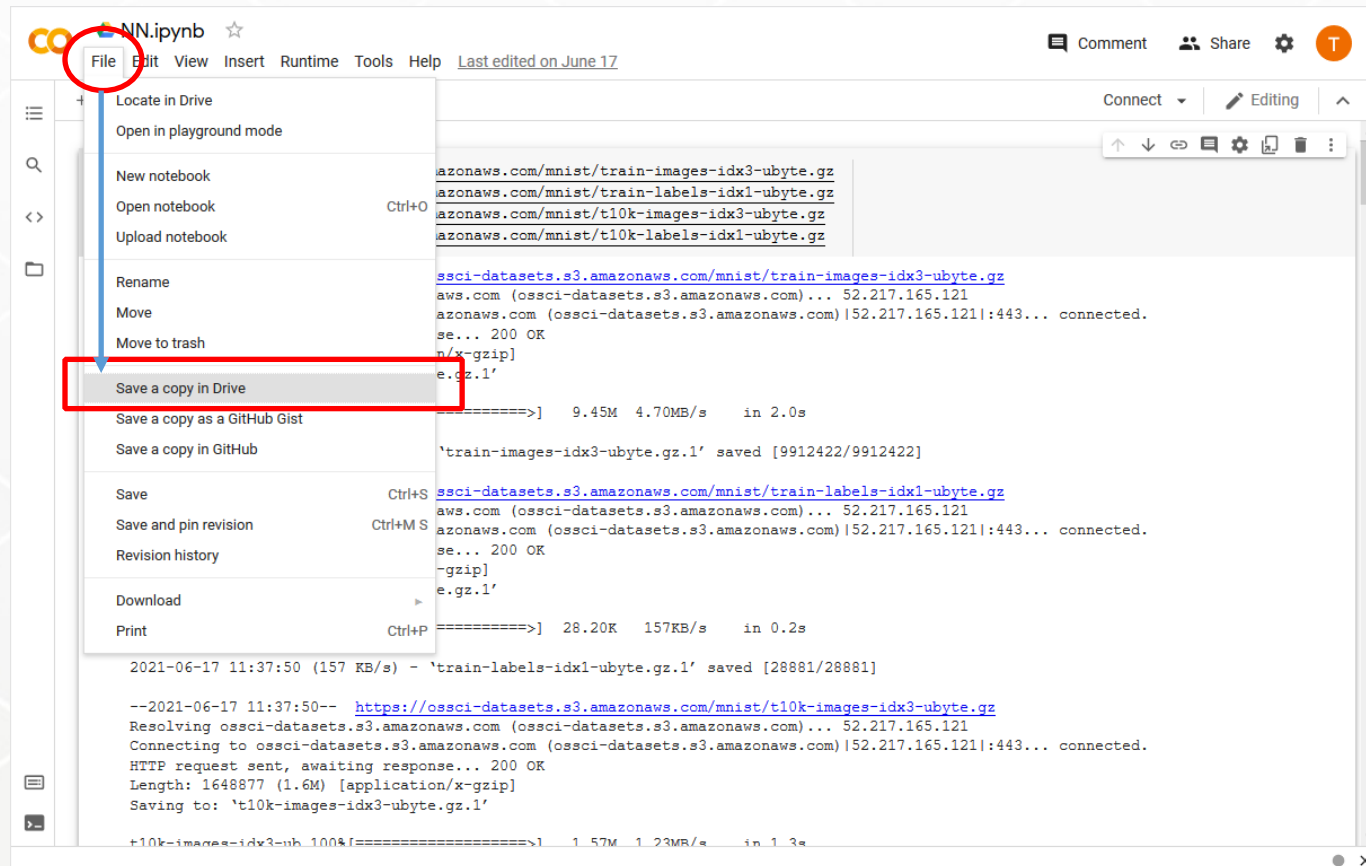 NN.ipynb
File Edit View Insert Runtime Tools Help Last edited on June 17
Comment
Share
T
Locate in Drive
Open in playground mode
New notebook
Open notebook Ctrl+O
Upload notebook
Rename
Move
Move to trash
Save a copy in Drive
Save a copy as a GitHub Gist
Save a copy in GitHub
Save Ctrl+S
Save and pin revision Ctrl+M S
Revision history
Download
Print Ctrl+P
Connect
Editing
azonaws.com/mnist/train-images-idx3-ubyte.gz
azonaws.com/mnist/train-labels-idx1-ubyte.gz
azonaws.com/mnist/t10k-images-idx3-ubyte.gz
azonaws.com/mnist/t10k-labels-idx1-ubyte.gz
ssci-datasets.s3.amazonaws.com/mnist/train-images-idx3-ubyte.gz
aws.com (ossci-datasets.s3.amazonaws.com)... 52.217.165.121
azonaws.com (ossci-datasets.s3.amazonaws.com)|52.217.165.121|:443... connected.
se... 200 OK
n/x-gzip]
e.gz.1’
==========>] 9.45M 4.70MB/s in 2.0s
‘train-images-idx3-ubyte.gz.1’ saved [9912422/9912422]
ssci-datasets.s3.amazonaws.com/mnist/train-labels-idx1-ubyte.gz
aws.com (ossci-datasets.s3.amazonaws.com)... 52.217.165.121
azonaws.com (ossci-datasets.s3.amazonaws.com)|52.217.165.121|:443... connected.
se... 200 OK
-gzip]
e.gz.1’
==========>] 28.20K 157KB/s in 0.2s
2021-06-17 11:37:50 (157 KB/s) - ‘train-labels-idx1-ubyte.gz.1’ saved [28881/28881]
--2021-06-17 11:37:50-- https://ossci-datasets.s3.amazonaws.com/mnist/t10k-images-idx3-ubyte.gz
Resolving ossci-datasets.s3.amazonaws.com (ossci-datasets.s3.amazonaws.com)... 52.217.165.121
Connecting to ossci-datasets.s3.amazonaws.com (ossci-datasets.s3.amazonaws.com)|52.217.165.121|:443... connected.
HTTP request sent, awaiting response... 200 OK
Length: 1648877 (1.6M) [application/x-gzip]
Saving to: ‘t10k-images-idx3-ubyte.gz.1’
t10k-images-idx3-ub 100%[===================>] 1.57M 1.23MB/s in 1.3s